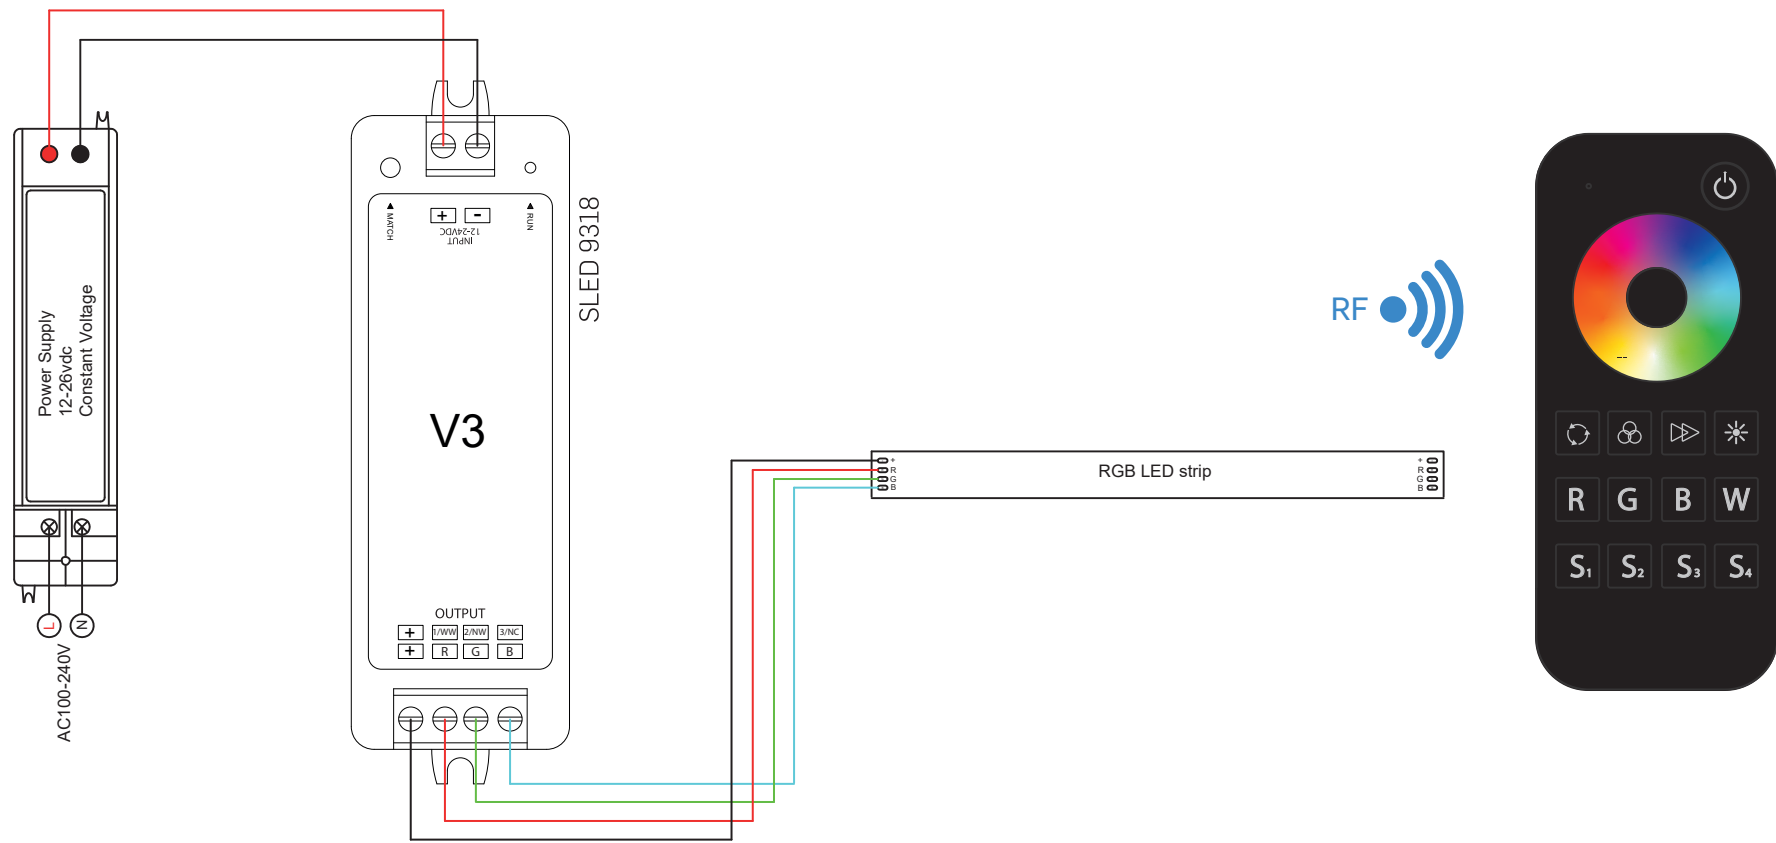 Power Supply
12-26vdc
Constant Voltage
L
N
AC100-240V
MATCH
+ -
INPUT
12-24VDC
RUN
SLED 9318
V3
OUTPUT
+ 1/WW 2/NW 3/NC
+ R G B
+
R
G
B
RGB LED strip
+
R
G
B
RF
--
R G B W
S1 S2 S3 S4